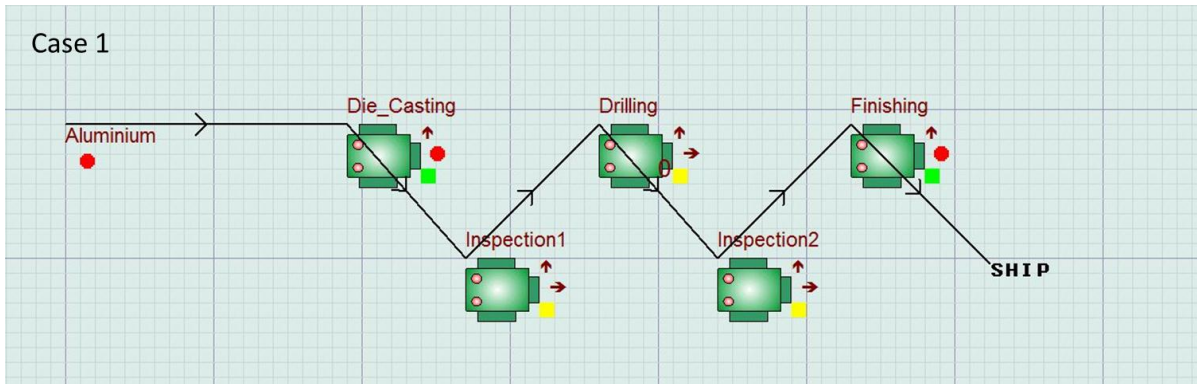 Case 1
Die_Casting
Drilling
Finishing
Aluminium
0
Inspection1
Inspection2
SHIP